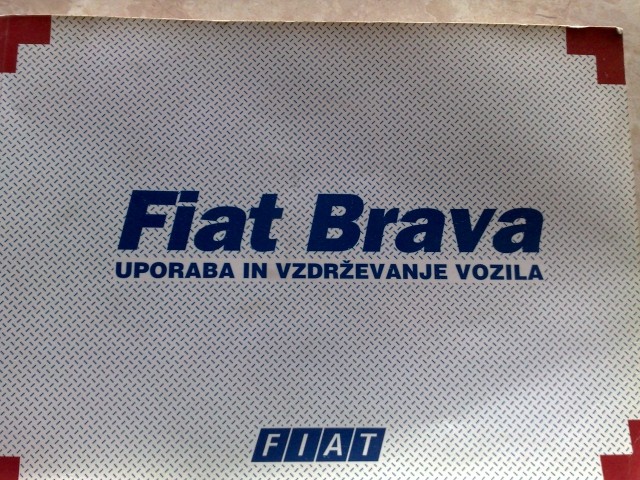 Fiat Brava
UPORABA IN VZDRŽEVANJE VOZILA
FIAT